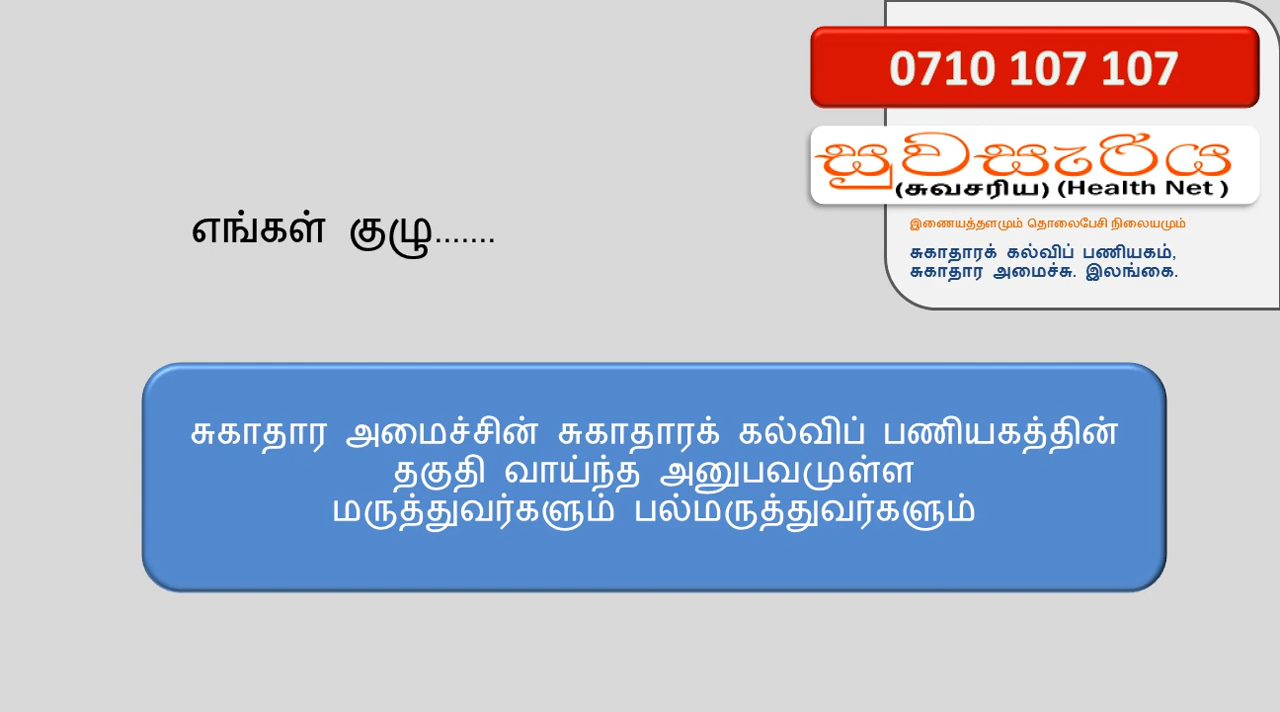 0710 107 107
සුවසැරිය
(சுவசரிய) (Health Net )
இணையத்தளமும் தொலைபேசி நிலையமும்
சுகாதாரக் கல்விப் பணியகம்,
சுகாதார அமைச்சு. இலங்கை.
எங்கள் குழு.......
சுகாதார அமைச்சின் சுகாதாரக் கல்விப் பணியகத்தின்
தகுதி வாய்ந்த அனுபவமுள்ள
மருத்துவர்களும் பல்மருத்துவர்களும்